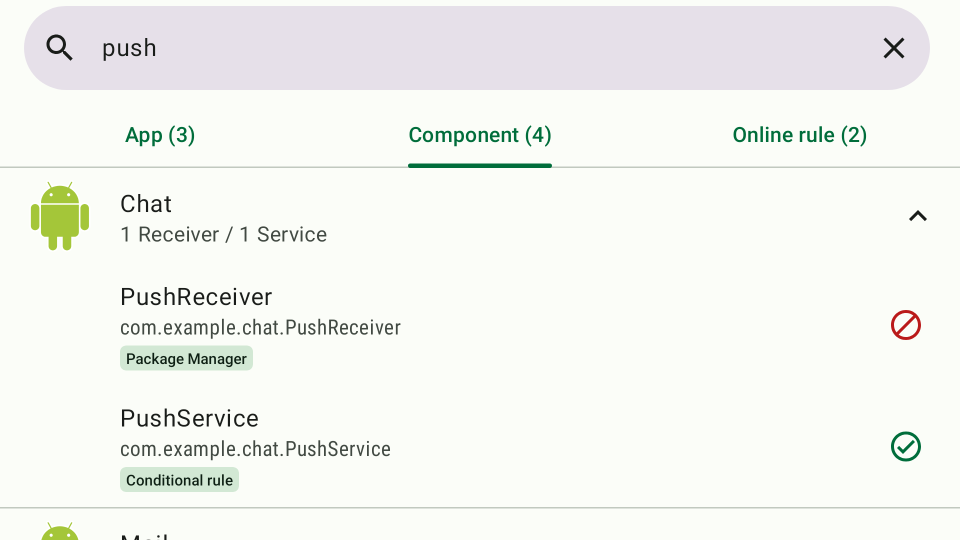 push
App (3)
Component (4)
Online rule (2)
Chat
1 Receiver / 1 Service
PushReceiver
com.example.chat.PushReceiver
Package Manager
PushService
com.example.chat.PushService
Conditional rule